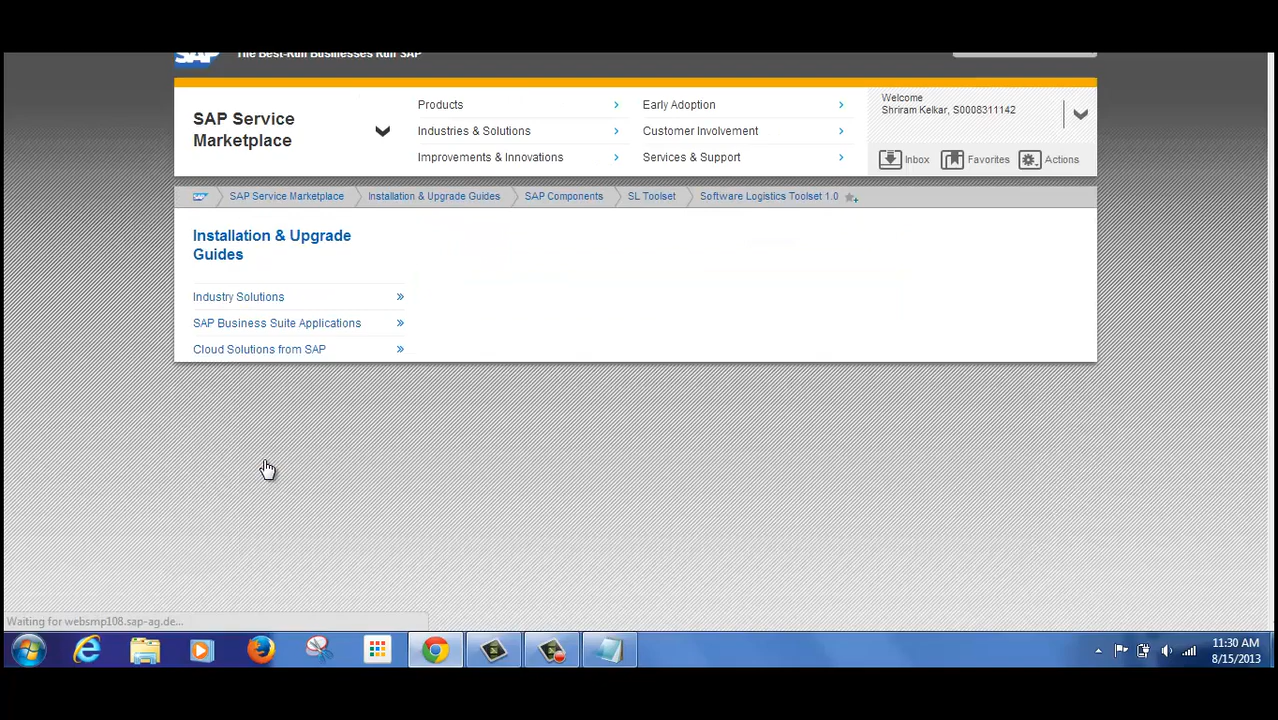 SAP The Best-Run Businesses Run SAP
SAP Service Marketplace
Products
Early Adoption
Industries & Solutions
Customer Involvement
Improvements & Innovations
Services & Support
Welcome
Shriram Kelkar, S0008311142
Inbox
Favorites
Actions
SAP Service Marketplace
Installation & Upgrade Guides
SAP Components
SL Toolset
Software Logistics Toolset 1.0
Installation & Upgrade
Guides
Industry Solutions
SAP Business Suite Applications
Cloud Solutions from SAP
Waiting for websmp108.sap-ag.de...
11:30 AM
8/15/2013